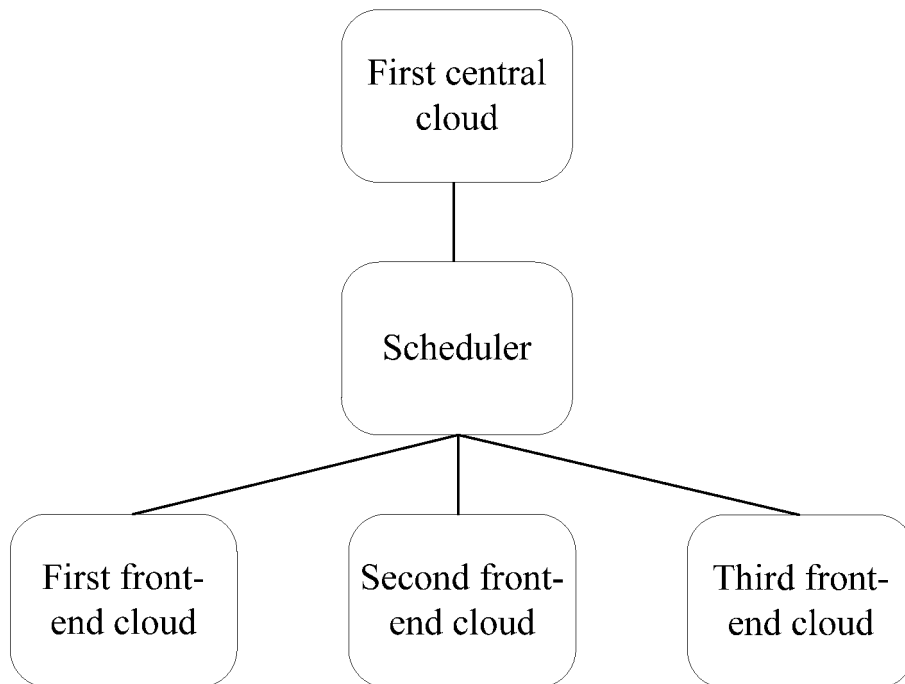 First central
cloud
Scheduler
First front-
end cloud
Second front-
end cloud
Third front-
end cloud